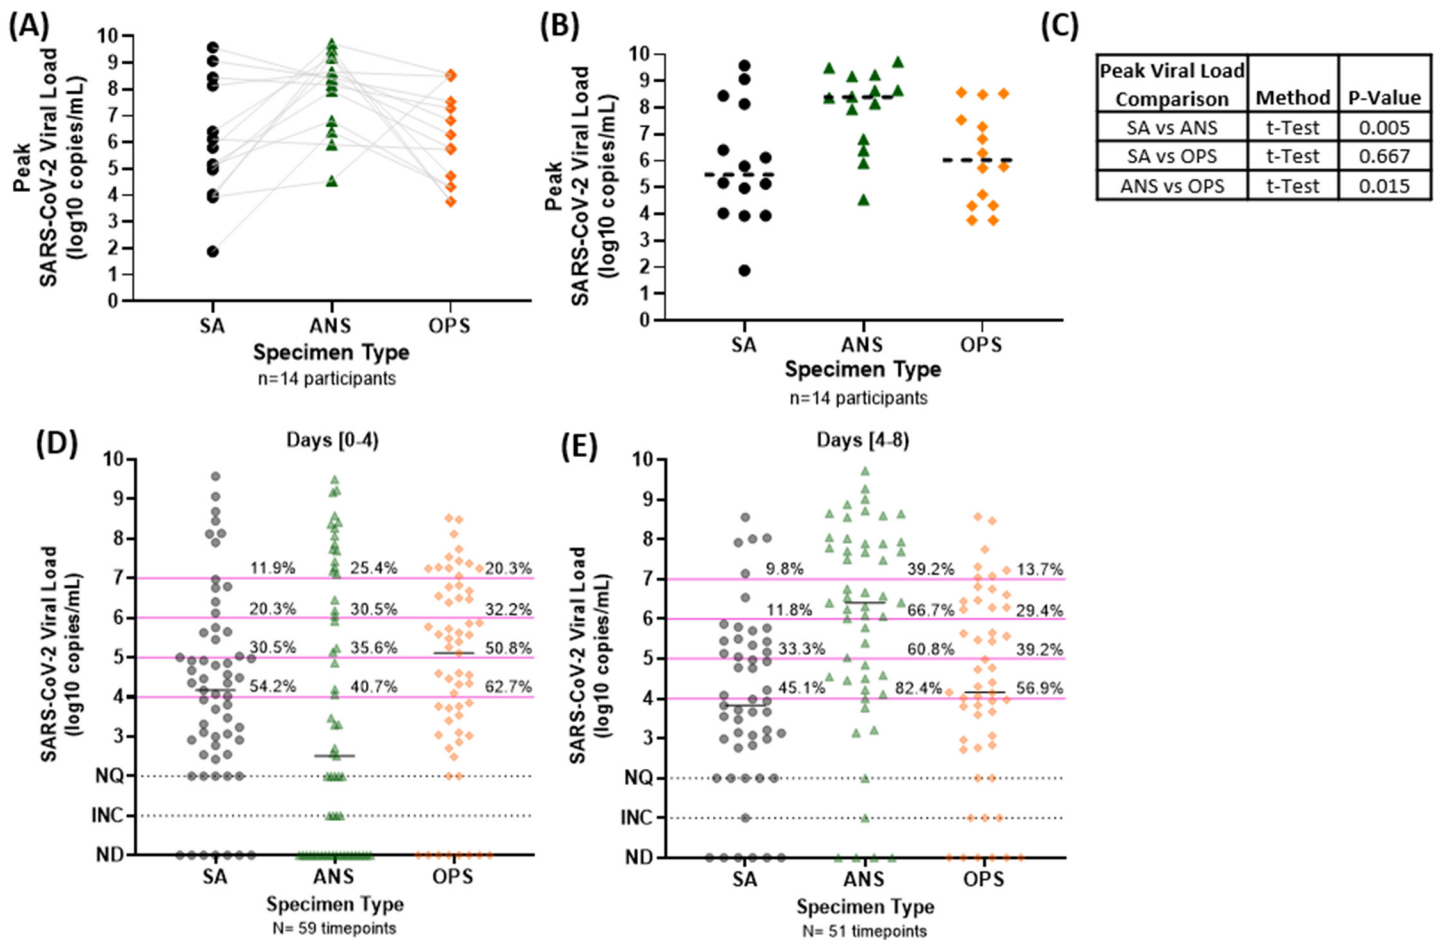 (A)
Peak
SARS-CoV-2 Viral Load
(log10 copies/mL)
10
9
8
7
6
5
4
3
2
1
0
SA ANS OPS
Specimen Type
n=14 participants
(B)
Peak
SARS-CoV-2 Viral Load
(log10 copies/mL)
10
9
8
7
6
5
4
3
2
1
0
SA ANS OPS
Specimen Type
n=14 participants
(C)
Peak Viral Load
Comparison Method P-Value
SA vs ANS t-Test 0.005
SA vs OPS t-Test 0.667
ANS vs OPS t-Test 0.015
(D)
Days [0-4)
SARS-CoV-2 Viral Load
(log10 copies/mL)
10
9
8
7
6
5
4
3
NQ
INC
ND
11.9% 25.4% 20.3%
20.3% 30.5% 32.2%
30.5% 35.6% 50.8%
54.2% 40.7% 62.7%
SA ANS OPS
Specimen Type
N= 59 timepoints
(E)
Days [4-8)
SARS-CoV-2 Viral Load
(log10 copies/mL)
10
9
8
7
6
5
4
3
NQ
INC
ND
9.8% 39.2% 13.7%
11.8% 66.7% 29.4%
33.3% 60.8% 39.2%
45.1% 82.4% 56.9%
SA ANS OPS
Specimen Type
N= 51 timepoints